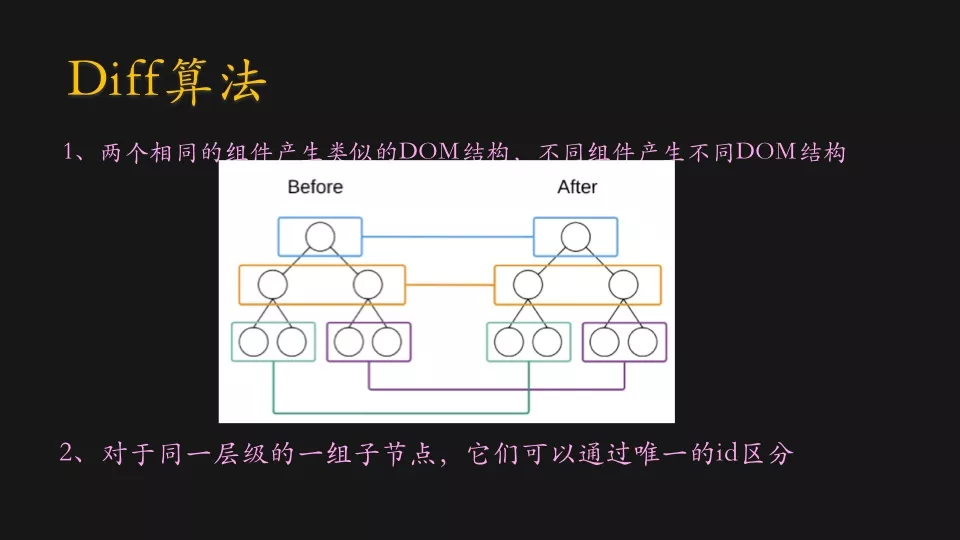 Diff算法
1、两个相同的组件产生类似的DOM结构，不同组件产生不同DOM结构
Before
After
2、对于同一层级的一组子节点，它们可以通过唯一的id区分